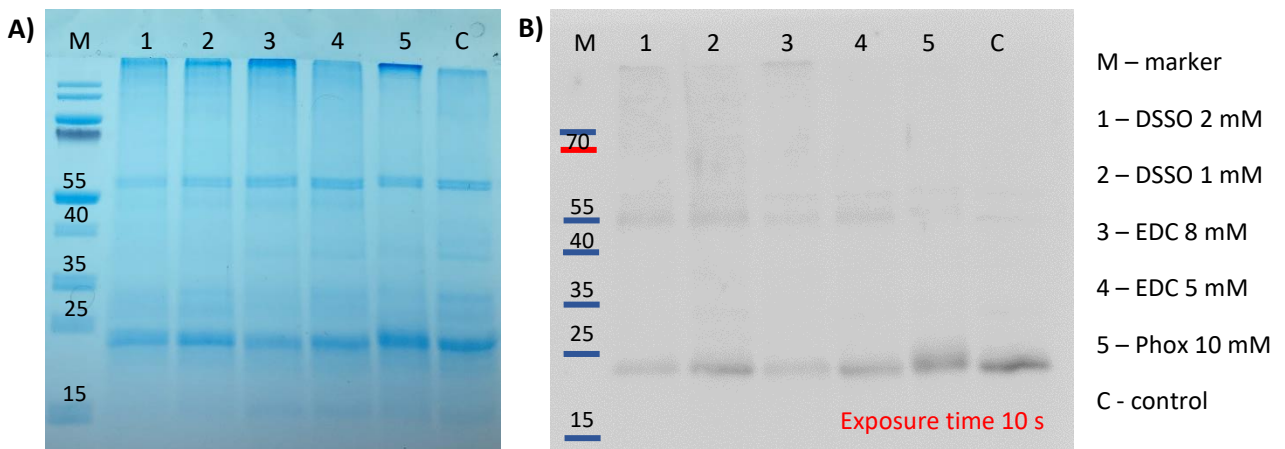 A)
M 1 2 3 4 5 C
55
40
35
25
15
B)
M 1 2 3 4 5 C
70
55
40
35
25
15
Exposure time 10 s
M – marker
1 – DSSO 2 mM
2 – DSSO 1 mM
3 – EDC 8 mM
4 – EDC 5 mM
5 – Phox 10 mM
C - control